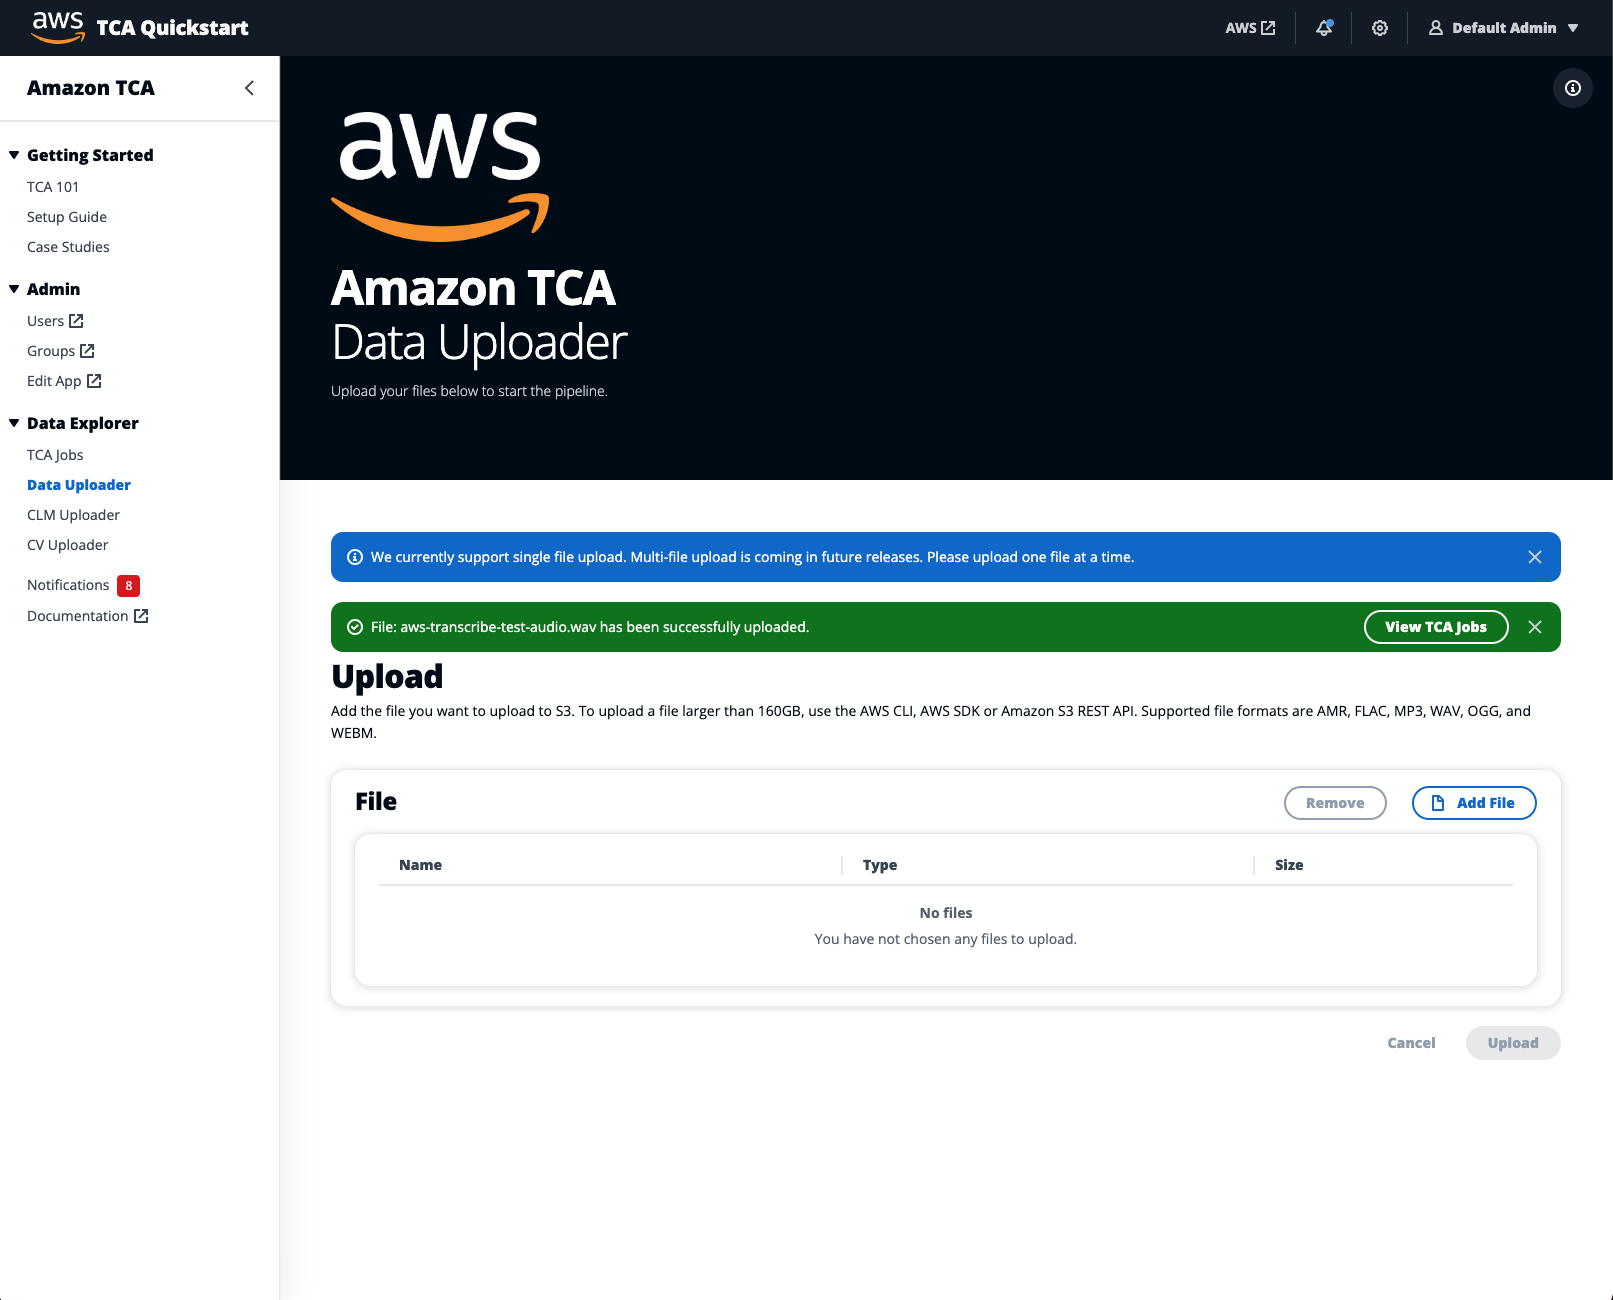 aws TCA Quickstart
AWS
Default Admin
Amazon TCA
Getting Started
TCA 101
Setup Guide
Case Studies
Admin
Users
Groups
Edit App
Data Explorer
TCA Jobs
Data Uploader
CLM Uploader
CV Uploader
Notifications 8
Documentation
aws
Amazon TCA
Data Uploader
Upload your files below to start the pipeline.
We currently support single file upload. Multi-file upload is coming in future releases. Please upload one file at a time.
File: aws-transcribe-test-audio.wav has been successfully uploaded.
View TCA Jobs
Upload
Add the file you want to upload to S3. To upload a file larger than 160GB, use the AWS CLI, AWS SDK or Amazon S3 REST API. Supported file formats are AMR, FLAC, MP3, WAV, OGG, and
WEBM.
File
Remove
Add File
Name Type Size
No files
You have not chosen any files to upload.
Cancel
Upload